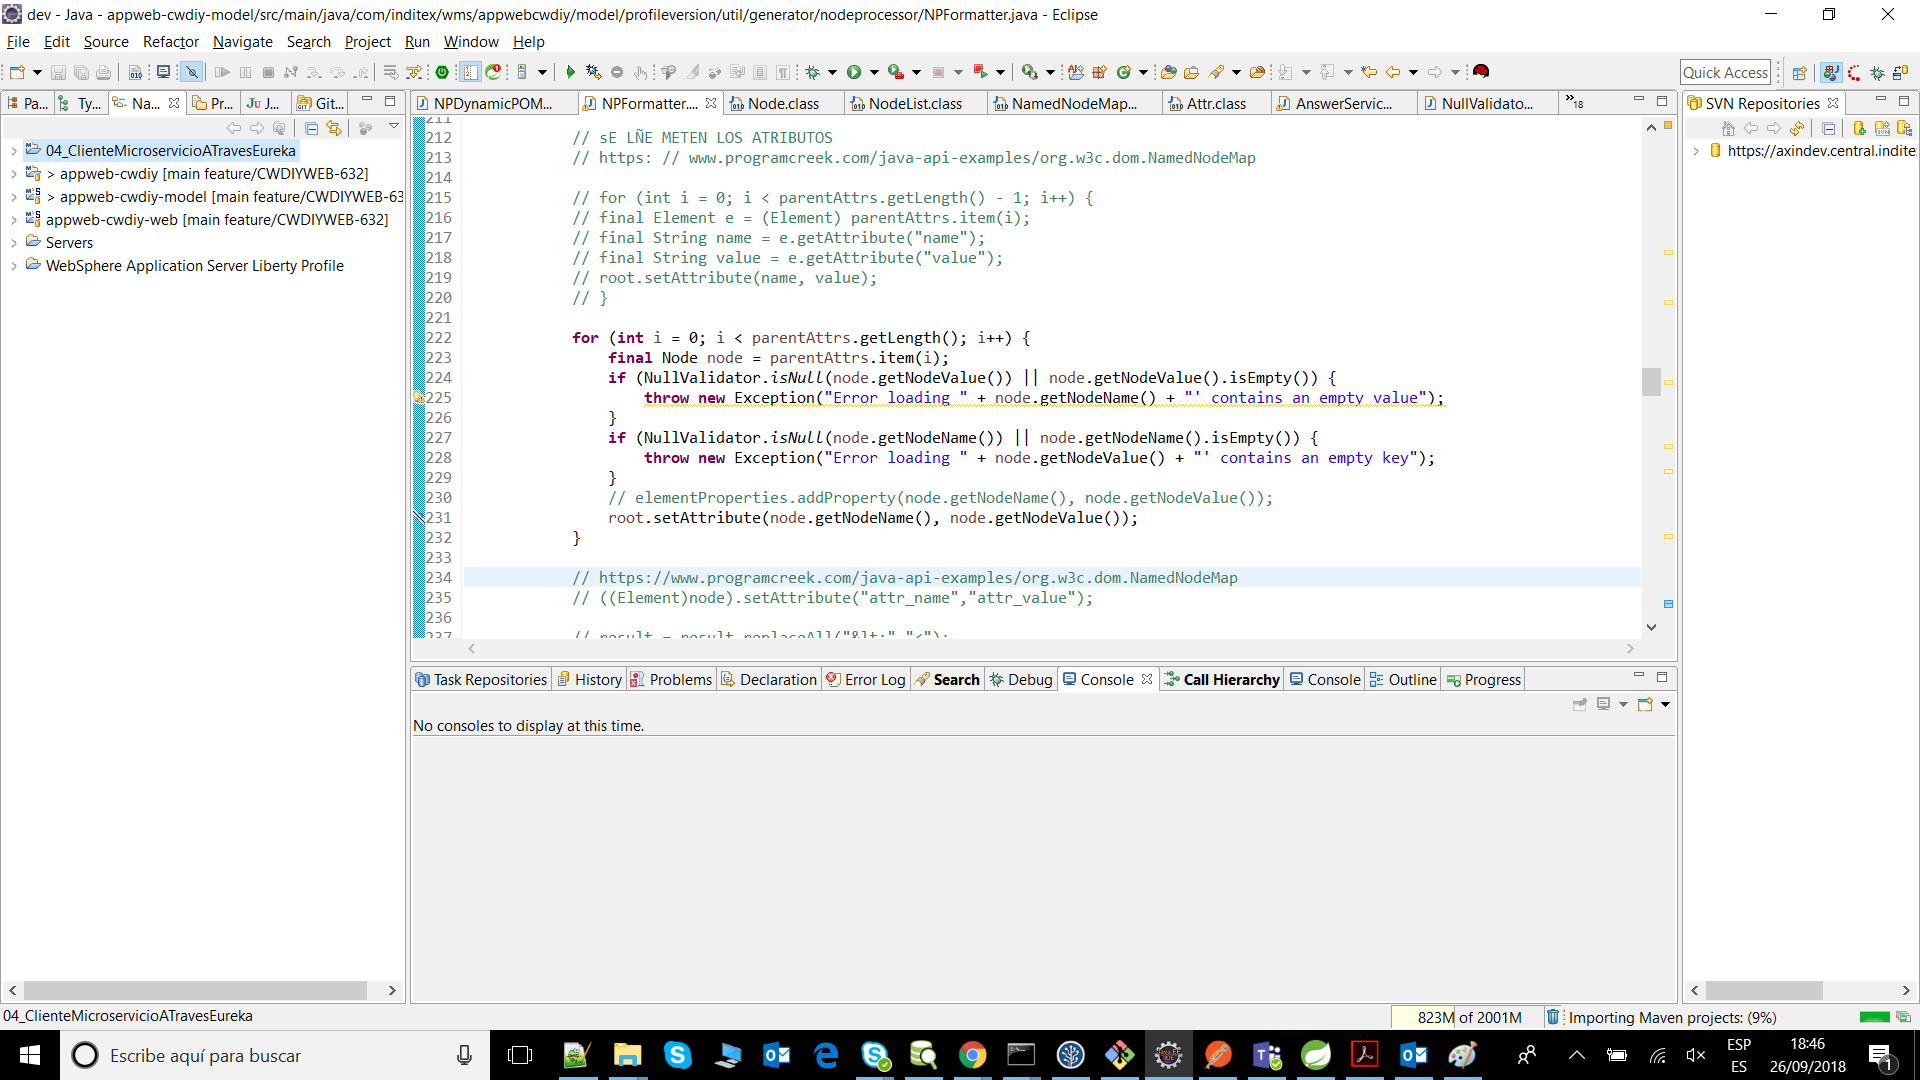 dev - Java - appweb-cwdiy-model/src/main/java/com/inditex/wms/appwebcwdiy/model/profileversion/util/generator/nodeprocessor/NPFormatter.java - Eclipse
File Edit Source Refactor Navigate Search Project Run Window Help
Quick Access
Pa... Ty... Na... Pr... J... Git...
04_ClienteMicroservicioATravesEureka
> appweb-cwdiy [main feature/CWDIYWEB-632]
> appweb-cwdiy-model [main feature/CWDIYWEB-63
appweb-cwdiy-web [main feature/CWDIYWEB-632]
Servers
WebSphere Application Server Liberty Profile
NPDynamicPOM... NPFormatter.... Node.class NodeList.class NamedNodeMap... Attr.class AnswerServic... NullValidato... »18
211
212 // sE LÑE METEN LOS ATRIBUTOS
213 // https: // www.programcreek.com/java-api-examples/org.w3c.dom.NamedNodeMap
214
215 // for (int i = 0; i < parentAttrs.getLength() - 1; i++) {
216 // final Element e = (Element) parentAttrs.item(i);
217 // final String name = e.getAttribute("name");
218 // final String value = e.getAttribute("value");
219 // root.setAttribute(name, value);
220 // }
221
222 for (int i = 0; i < parentAttrs.getLength(); i++) {
223 final Node node = parentAttrs.item(i);
224 if (NullValidator.isNull(node.getNodeValue()) || node.getNodeValue().isEmpty()) {
225 throw new Exception("Error loading " + node.getNodeName() + "' contains an empty value");
226 }
227 if (NullValidator.isNull(node.getNodeName()) || node.getNodeName().isEmpty()) {
228 throw new Exception("Error loading " + node.getNodeValue() + "' contains an empty key");
229 }
230 // elementProperties.addProperty(node.getNodeName(), node.getNodeValue());
231 root.setAttribute(node.getNodeName(), node.getNodeValue());
232 }
233
234 // https://www.programcreek.com/java-api-examples/org.w3c.dom.NamedNodeMap
235 // ((Element)node).setAttribute("attr_name","attr_value");
236
237 // result = result.replaceAll("&lt;","<");
SVN Repositories
https://axindev.central.indite
Task Repositories History Problems Declaration Error Log Search Debug Console Call Hierarchy Console Outline Progress
No consoles to display at this time.
04_ClienteMicroservicioATravesEureka
823M of 2001M
Importing Maven projects: (9%)
Escribe aquí para buscar
ESP
ES
18:46
26/09/2018
1